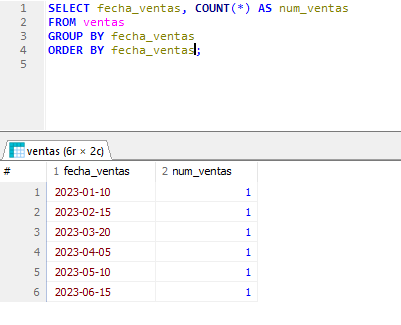 1 SELECT fecha_ventas, COUNT(*) AS num_ventas
2 FROM ventas
3 GROUP BY fecha_ventas
4 ORDER BY fecha_ventas;
5
ventas (6r × 2c)
# 1 fecha_ventas 2 num_ventas
1 2023-01-10 1
2 2023-02-15 1
3 2023-03-20 1
4 2023-04-05 1
5 2023-05-10 1
6 2023-06-15 1